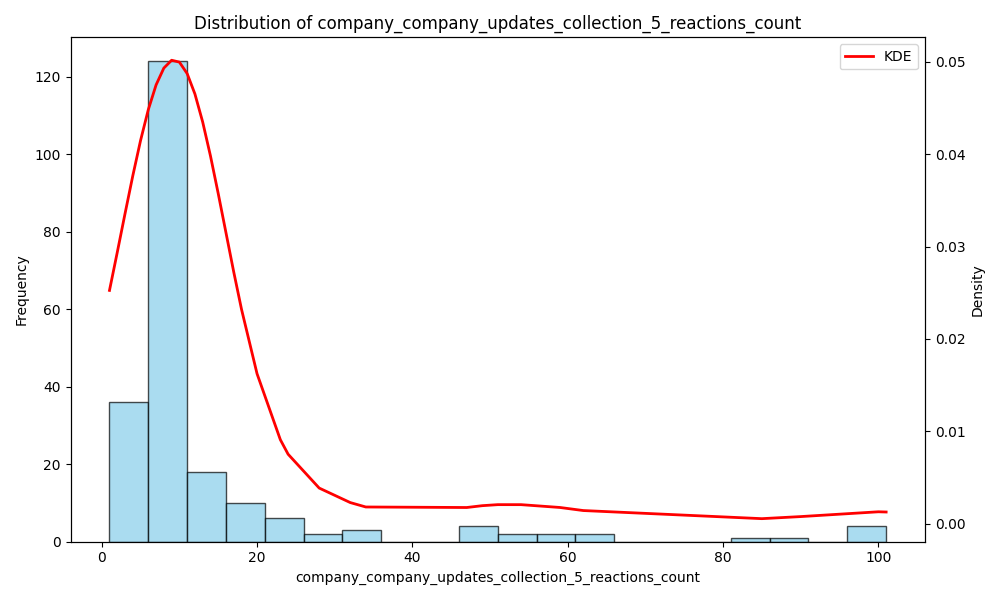 Distribution of company_company_updates_collection_5_reactions_count
KDE
Frequency
0
20
40
60
80
100
120
Density
0.00
0.01
0.02
0.03
0.04
0.05
0 20 40 60 80 100
company_company_updates_collection_5_reactions_count